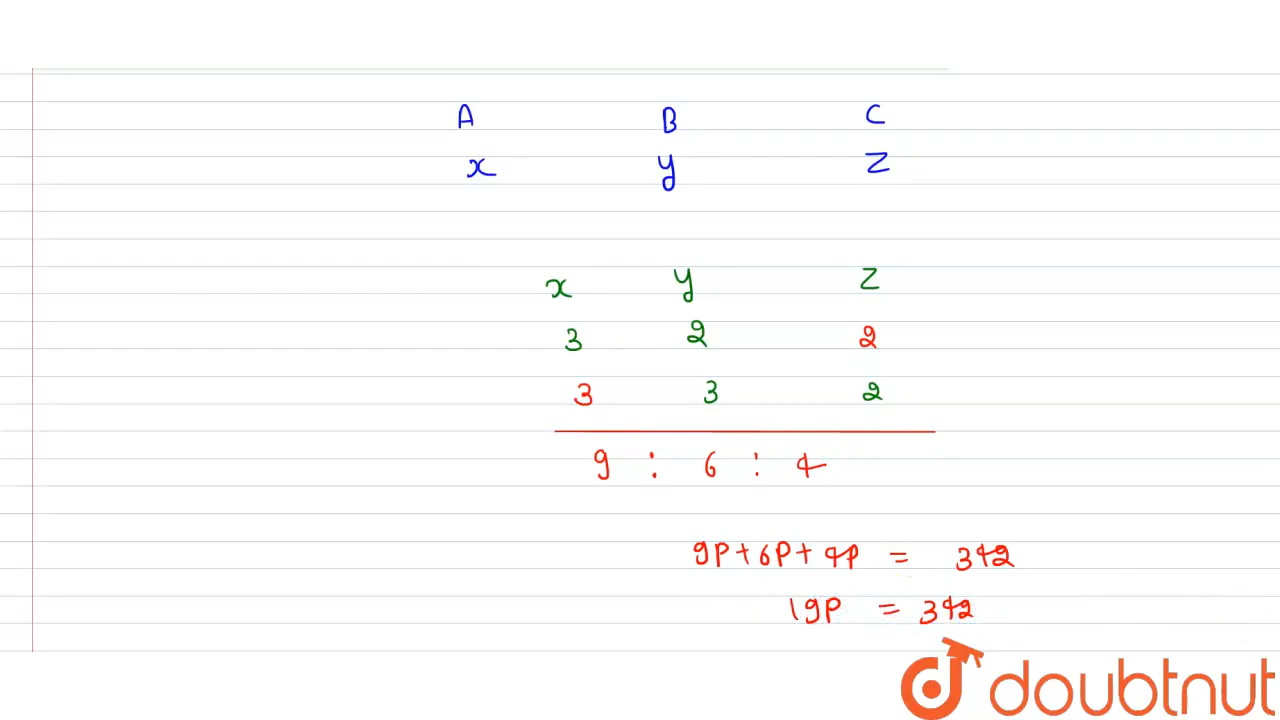 A B C
x y z
x y z
3 2 2
3 3 2
9 : 6 : 4
9P + 6P + 4P = 342
19P = 342
doubtnut